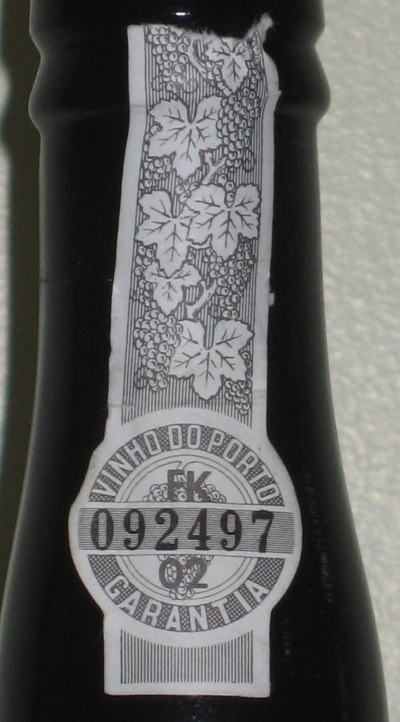 VINHO DO PORTO
FK
092497
02
GARANTIA